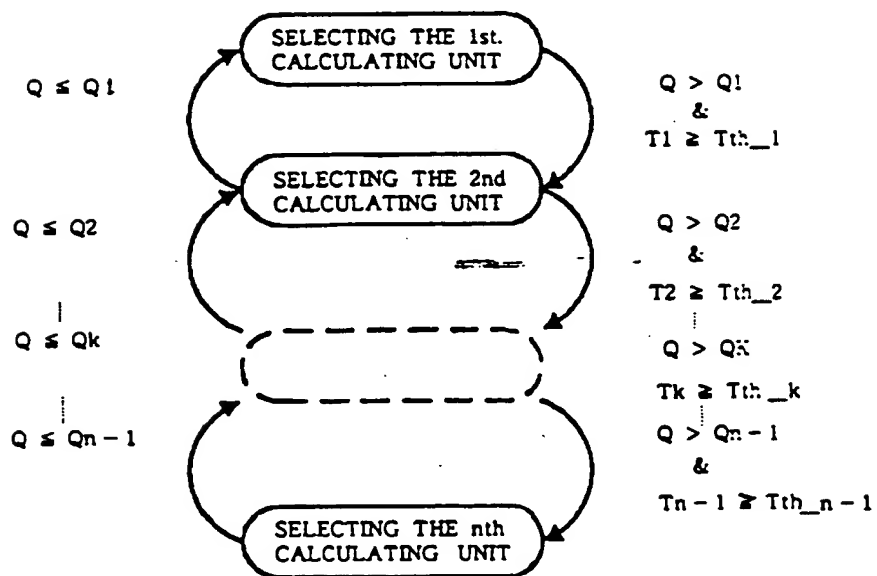 SELECTING THE 1st.
CALCULATING UNIT
Q ≦ Q1
Q > Q1
&
T1 ≧ Tth_1
SELECTING THE 2nd
CALCULATING UNIT
Q ≦ Q2
Q > Q2
&
T2 ≧ Tth_2
Q ≦ Qk
Q > QK
Tk ≧ Tth_k
Q ≦ Qn-1
Q > Qn-1
&
Tn-1 ≧ Tth_n-1
SELECTING THE nth
CALCULATING UNIT